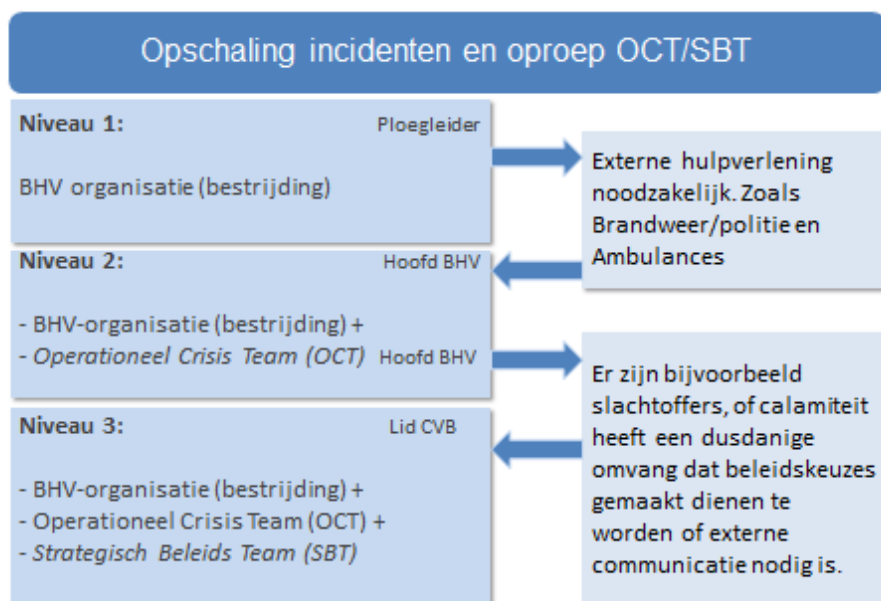 Opschaling incidenten en oproep OCT/SBT
Niveau 1: Ploegleider
BHV organisatie (bestrijding)
Externe hulpverlening
noodzakelijk. Zoals
Brandweer/politie en
Ambulances
Niveau 2: Hoofd BHV
- BHV-organisatie (bestrijding) +
- Operationeel Crisis Team (OCT) Hoofd BHV
Er zijn bijvoorbeeld
slachtoffers, of calamiteit
heeft een dusdanige
omvang dat beleidskeuzes
gemaakt dienen te
worden of externe
communicatie nodig is.
Niveau 3: Lid CVB
- BHV-organisatie (bestrijding) +
- Operationeel Crisis Team (OCT) +
- Strategisch Beleids Team (SBT)